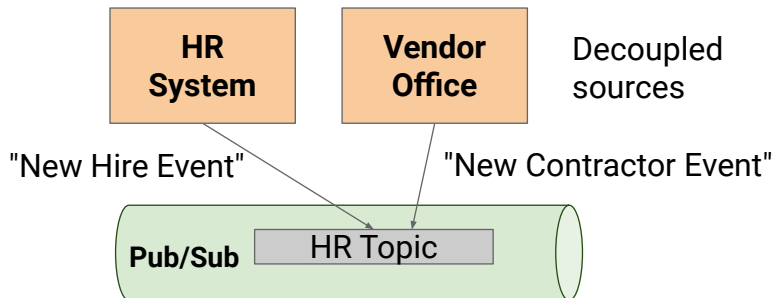 HR
System
Vendor
Office
Decoupled
sources
"New Hire Event"
"New Contractor Event"
Pub/Sub
HR Topic